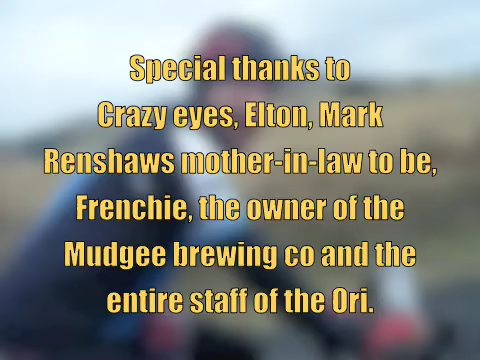 Special thanks to
Crazy eyes, Elton, Mark
Renshaws mother-in-law to be,
Frenchie, the owner of the
Mudgee brewing co and the
entire staff of the Ori.